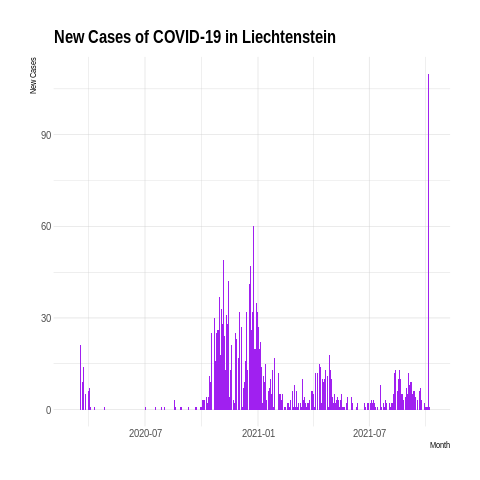 New Cases of COVID-19 in Liechtenstein
New Cases
90
60
30
0
2020-07
2021-01
2021-07
Month